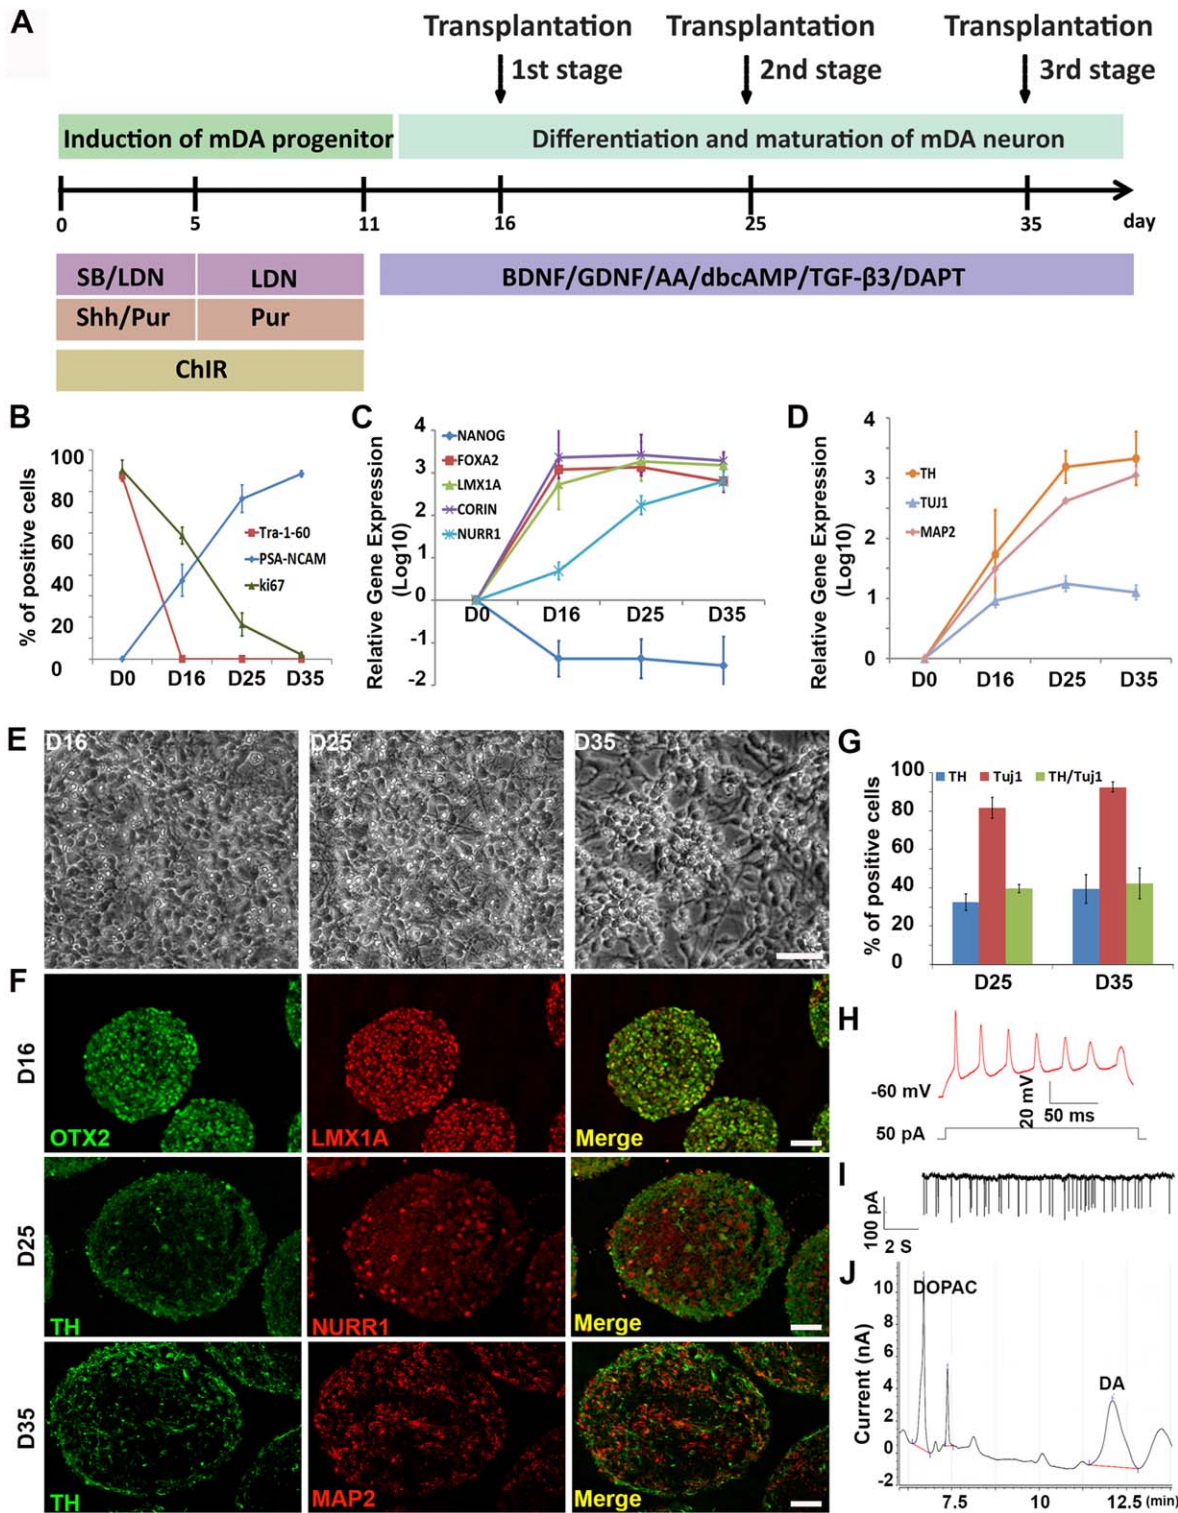 A
Transplantation Transplantation Transplantation
1st stage 2nd stage 3rd stage
Induction of mDA progenitor Differentiation and maturation of mDA neuron
0 5 11 16 25 35 day
SB/LDN LDN BDNF/GDNF/AA/dbcAMP/TGF-β3/DAPT
Shh/Pur Pur
ChIR
B
% of positive cells
100
80
60
40
20
0
Tra-1-60
PSA-NCAM
ki67
D0 D16 D25 D35
C
Relative Gene Expression
(Log10)
4
3
2
1
0
-1
-2
NANOG
FOXA2
LMX1A
CORIN
NURR1
D0 D16 D25 D35
D
Relative Gene Expression
(Log10)
4
3
2
1
0
TH
TUJ1
MAP2
D0 D16 D25 D35
E
D16 D25 D35
G
% of positive cells
100
80
60
40
20
0
TH Tuj1 TH/Tuj1
D25 D35
F
D16
OTX2 LMX1A Merge
D25
TH NURR1 Merge
D35
TH MAP2 Merge
H
-60 mV
20 mV
50 ms
50 pA
I
100 pA
2 S
J
Current (nA)
10
8
6
4
2
0
-2
DOPAC
DA
7.5 10 12.5 (min)